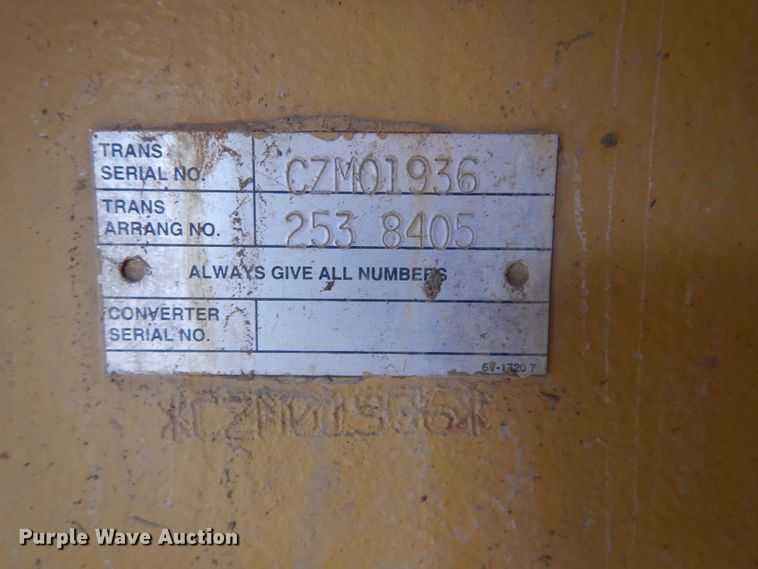 TRANS
SERIAL NO. CZM01936
TRANS
ARRANG NO. 253 8405
ALWAYS GIVE ALL NUMBERS
CONVERTER
SERIAL NO.
6V-1720 7
Purple Wave Auction